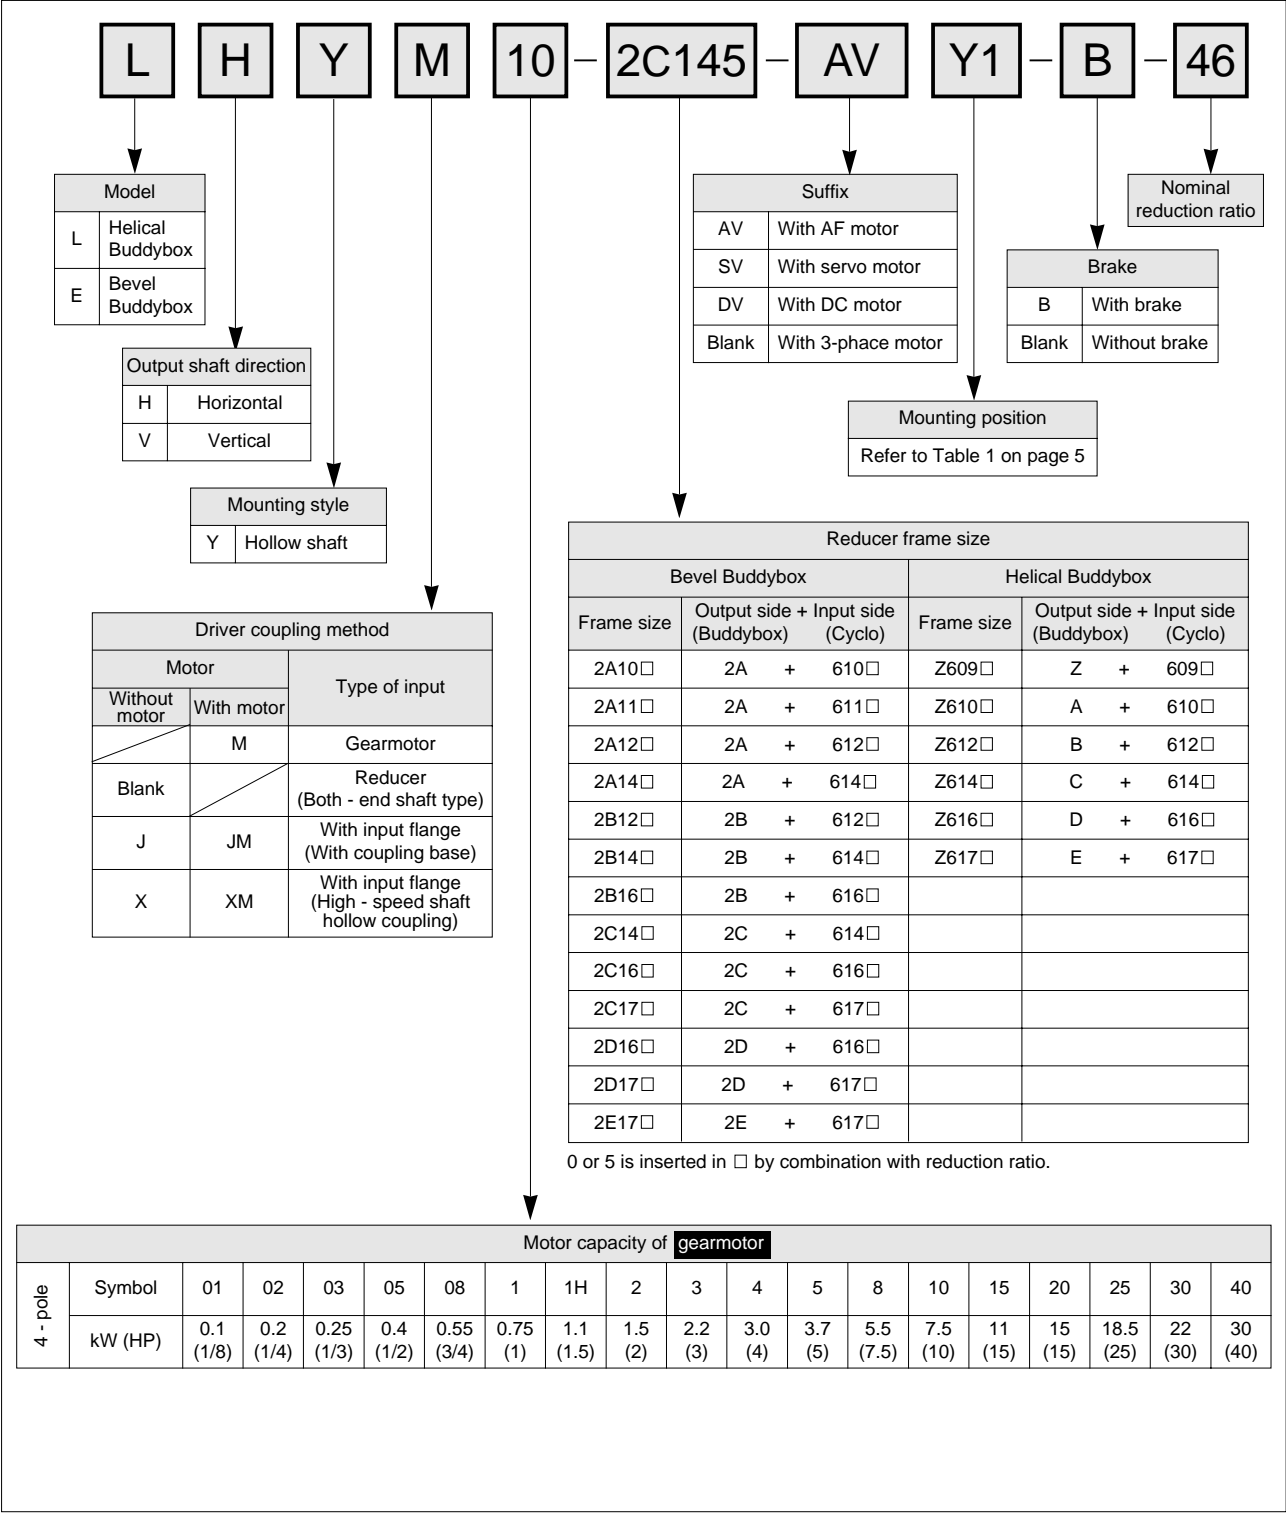 L H Y M 10 – 2C145 – AV Y1 – B – 46
Model
L Helical Buddybox
E Bevel Buddybox
Output shaft direction
H Horizontal
V Vertical
Mounting style
Y Hollow shaft
Driver coupling method
Motor Type of input
Without motor With motor
M Gearmotor
Blank Reducer (Both - end shaft type)
J JM With input flange (With coupling base)
X XM With input flange (High - speed shaft hollow coupling)
Suffix
AV With AF motor
SV With servo motor
DV With DC motor
Blank With 3-phace motor
Nominal reduction ratio
Brake
B With brake
Blank Without brake
Mounting position
Refer to Table 1 on page 5
Reducer frame size
Bevel Buddybox Helical Buddybox
Frame size Output side + Input side (Buddybox) (Cyclo) Frame size Output side + Input side (Buddybox) (Cyclo)
2A10□ 2A + 610□ Z609□ Z + 609□
2A11□ 2A + 611□ Z610□ A + 610□
2A12□ 2A + 612□ Z612□ B + 612□
2A14□ 2A + 614□ Z614□ C + 614□
2B12□ 2B + 612□ Z616□ D + 616□
2B14□ 2B + 614□ Z617□ E + 617□
2B16□ 2B + 616□
2C14□ 2C + 614□
2C16□ 2C + 616□
2C17□ 2C + 617□
2D16□ 2D + 616□
2D17□ 2D + 617□
2E17□ 2E + 617□
0 or 5 is inserted in □ by combination with reduction ratio.
Motor capacity of gearmotor
4 - pole
Symbol 01 02 03 05 08 1 1H 2 3 4 5 8 10 15 20 25 30 40
kW (HP) 0.1 (1/8) 0.2 (1/4) 0.25 (1/3) 0.4 (1/2) 0.55 (3/4) 0.75 (1) 1.1 (1.5) 1.5 (2) 2.2 (3) 3.0 (4) 3.7 (5) 5.5 (7.5) 7.5 (10) 11 (15) 15 (15) 18.5 (25) 22 (30) 30 (40)